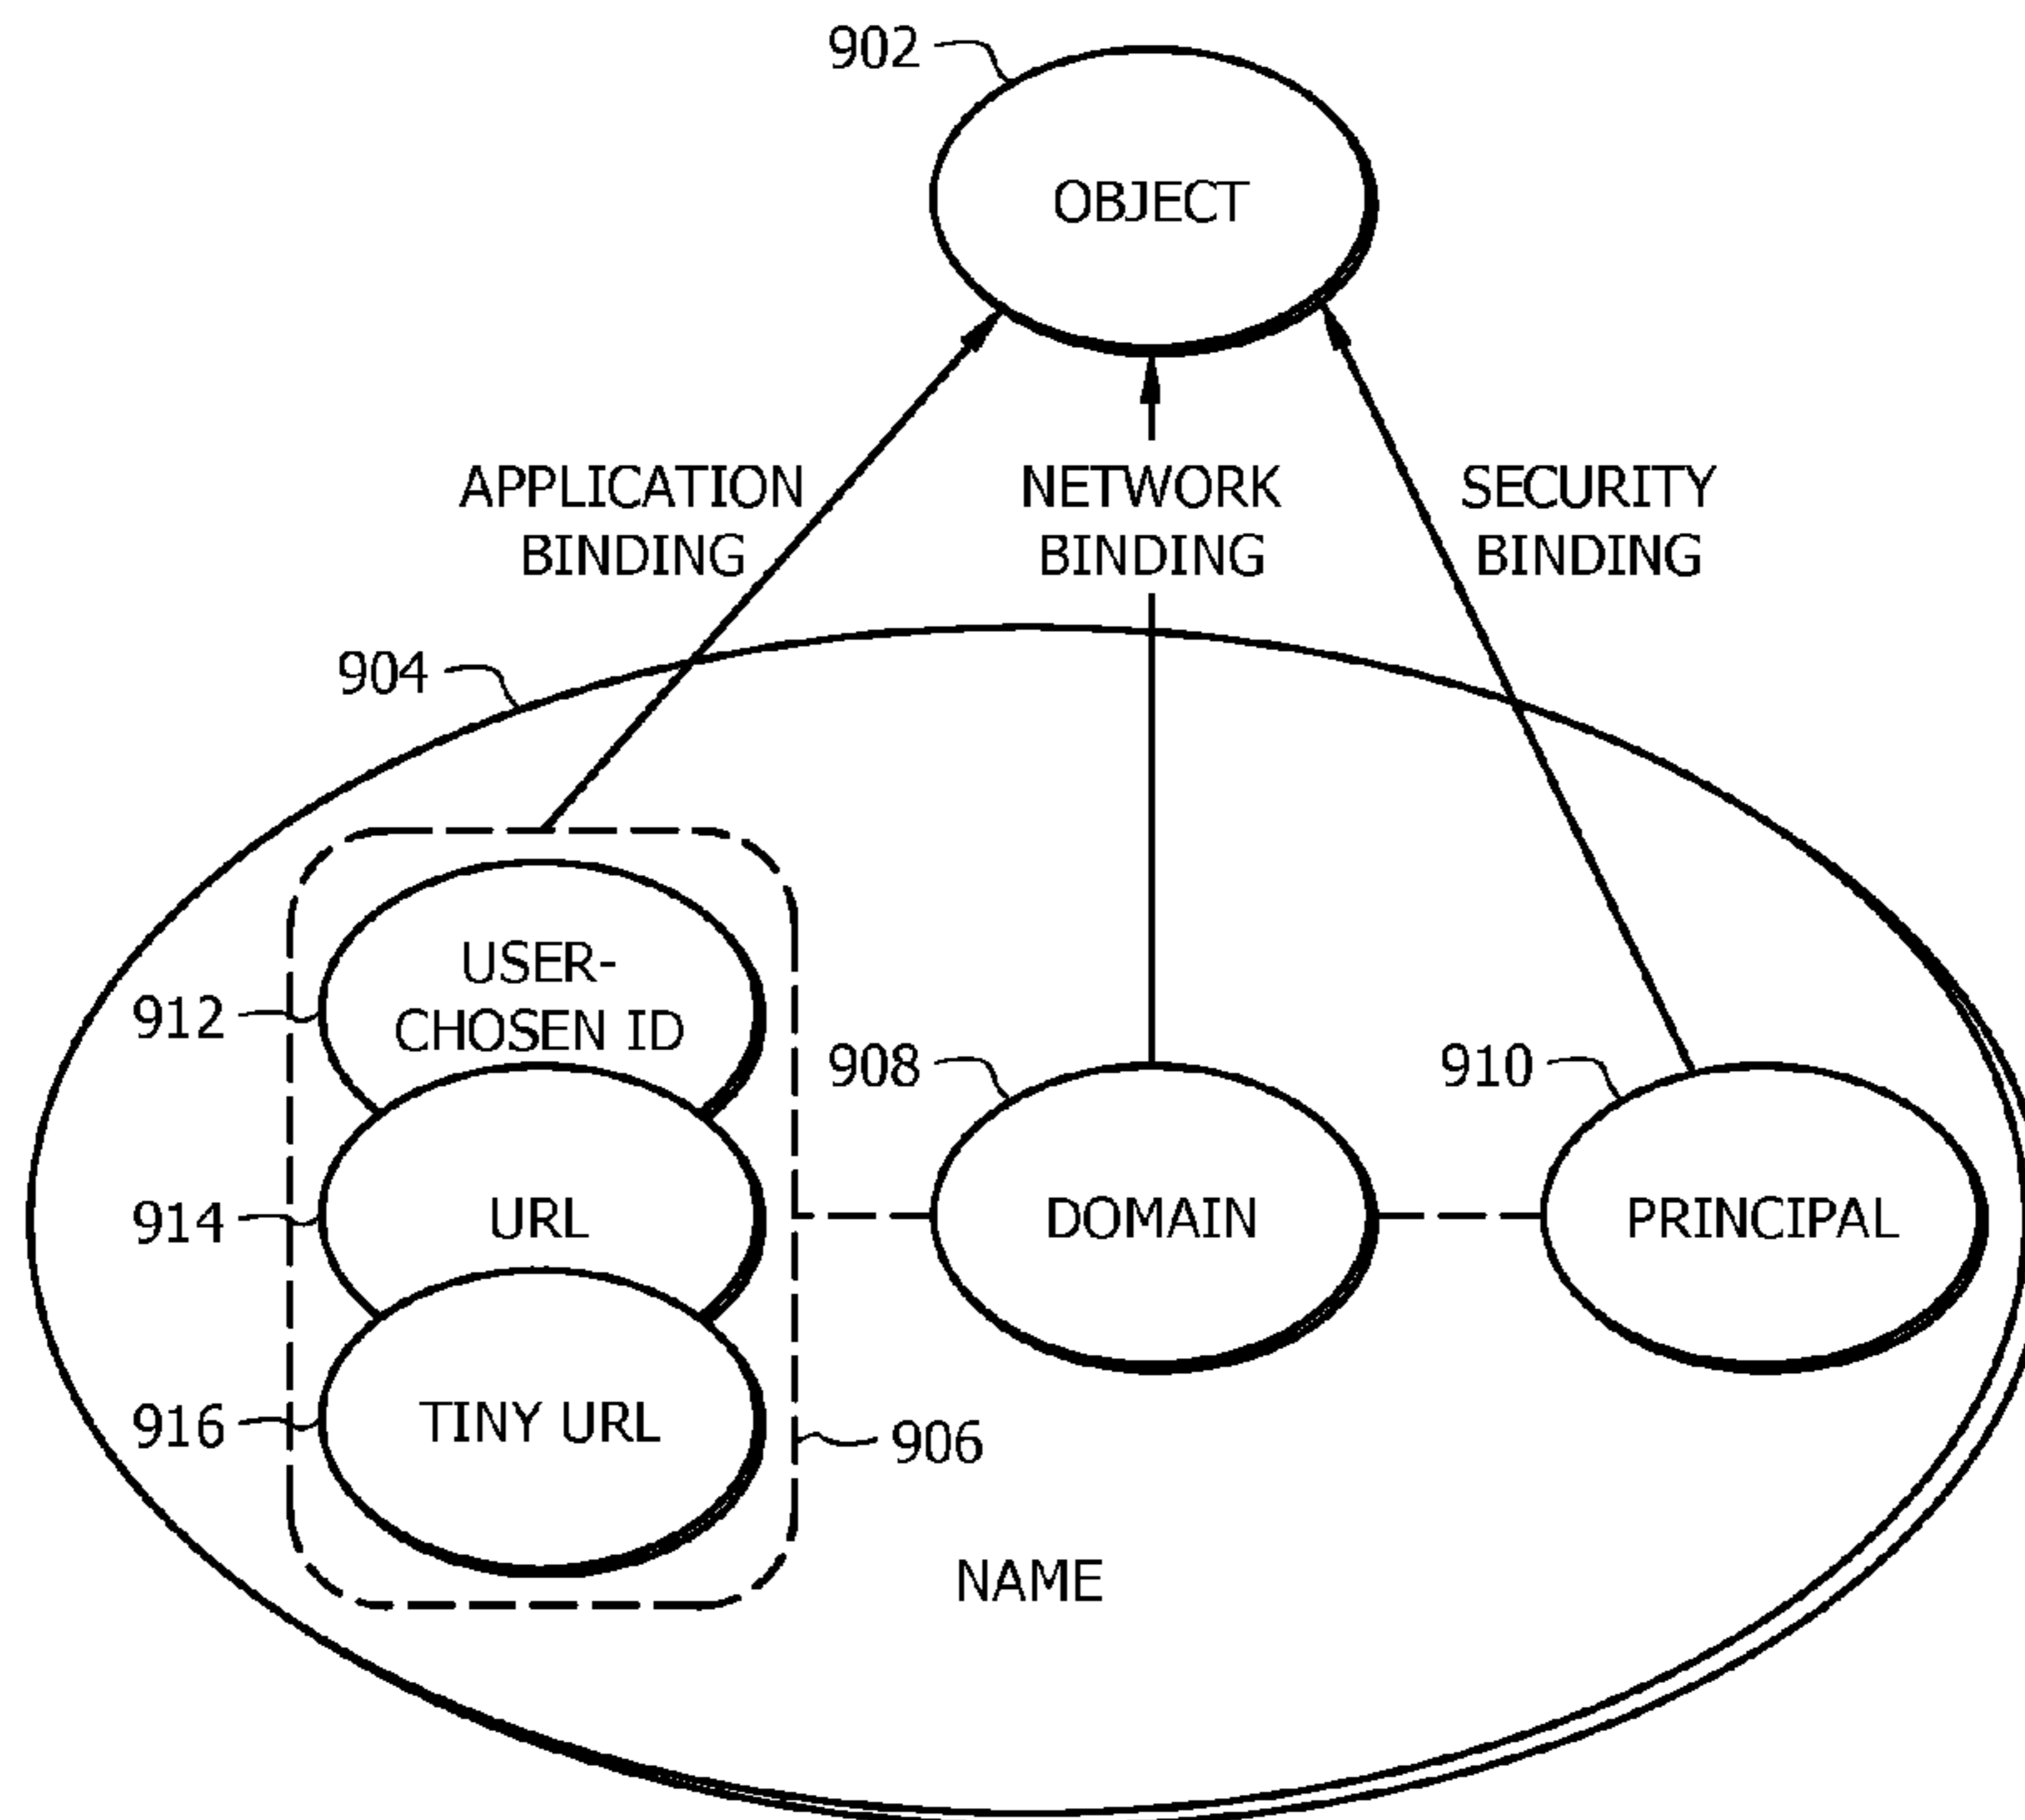 902
OBJECT
APPLICATION
BINDING
NETWORK
BINDING
SECURITY
BINDING
904
USER-
CHOSEN ID
912
908
910
914
URL
DOMAIN
PRINCIPAL
916
TINY URL
906
NAME